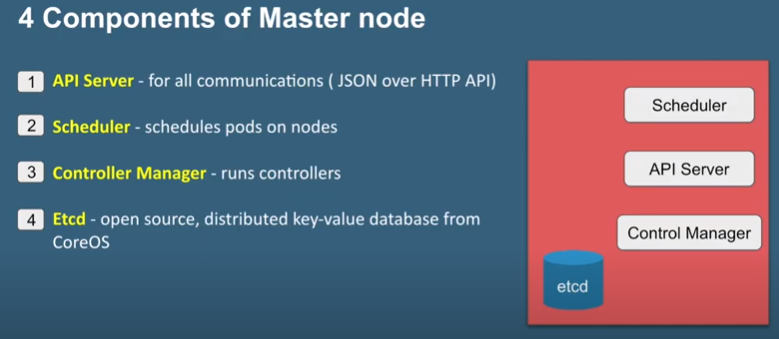 4 Components of Master node
1 API Server - for all communications ( JSON over HTTP API)
2 Scheduler - schedules pods on nodes
3 Controller Manager - runs controllers
4 Etcd - open source, distributed key-value database from
CoreOS
Scheduler
API Server
Control Manager
etcd